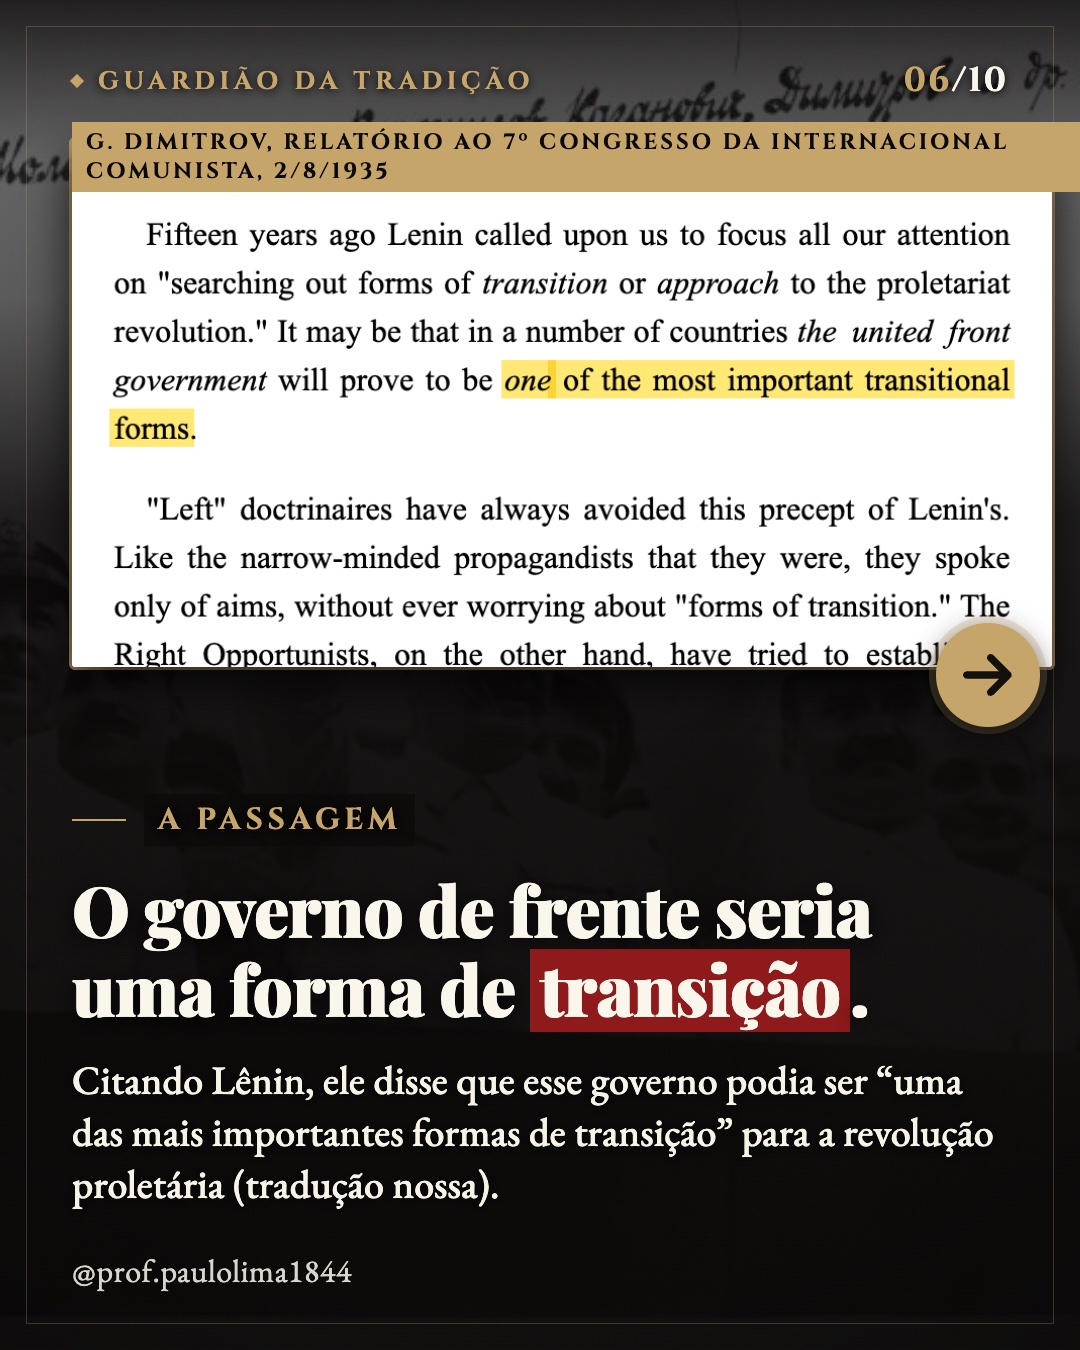 GUARDIÃO DA TRADIÇÃO
06/10
G. DIMITROV, RELATÓRIO AO 7º CONGRESSO DA INTERNACIONAL
COMUNISTA, 2/8/1935
Fifteen years ago Lenin called upon us to focus all our attention
on "searching out forms of transition or approach to the proletariat
revolution." It may be that in a number of countries the united front
government will prove to be one of the most important transitional
forms.
"Left" doctrinaires have always avoided this precept of Lenin's.
Like the narrow-minded propagandists that they were, they spoke
only of aims, without ever worrying about "forms of transition." The
Right Opportunists, on the other hand, have tried to
A PASSAGEM
O governo de frente seria
uma forma de transição.
Citando Lênin, ele disse que esse governo podia ser “uma
das mais importantes formas de transição” para a revolução
proletária (tradução nossa).
@prof.paulolima1844